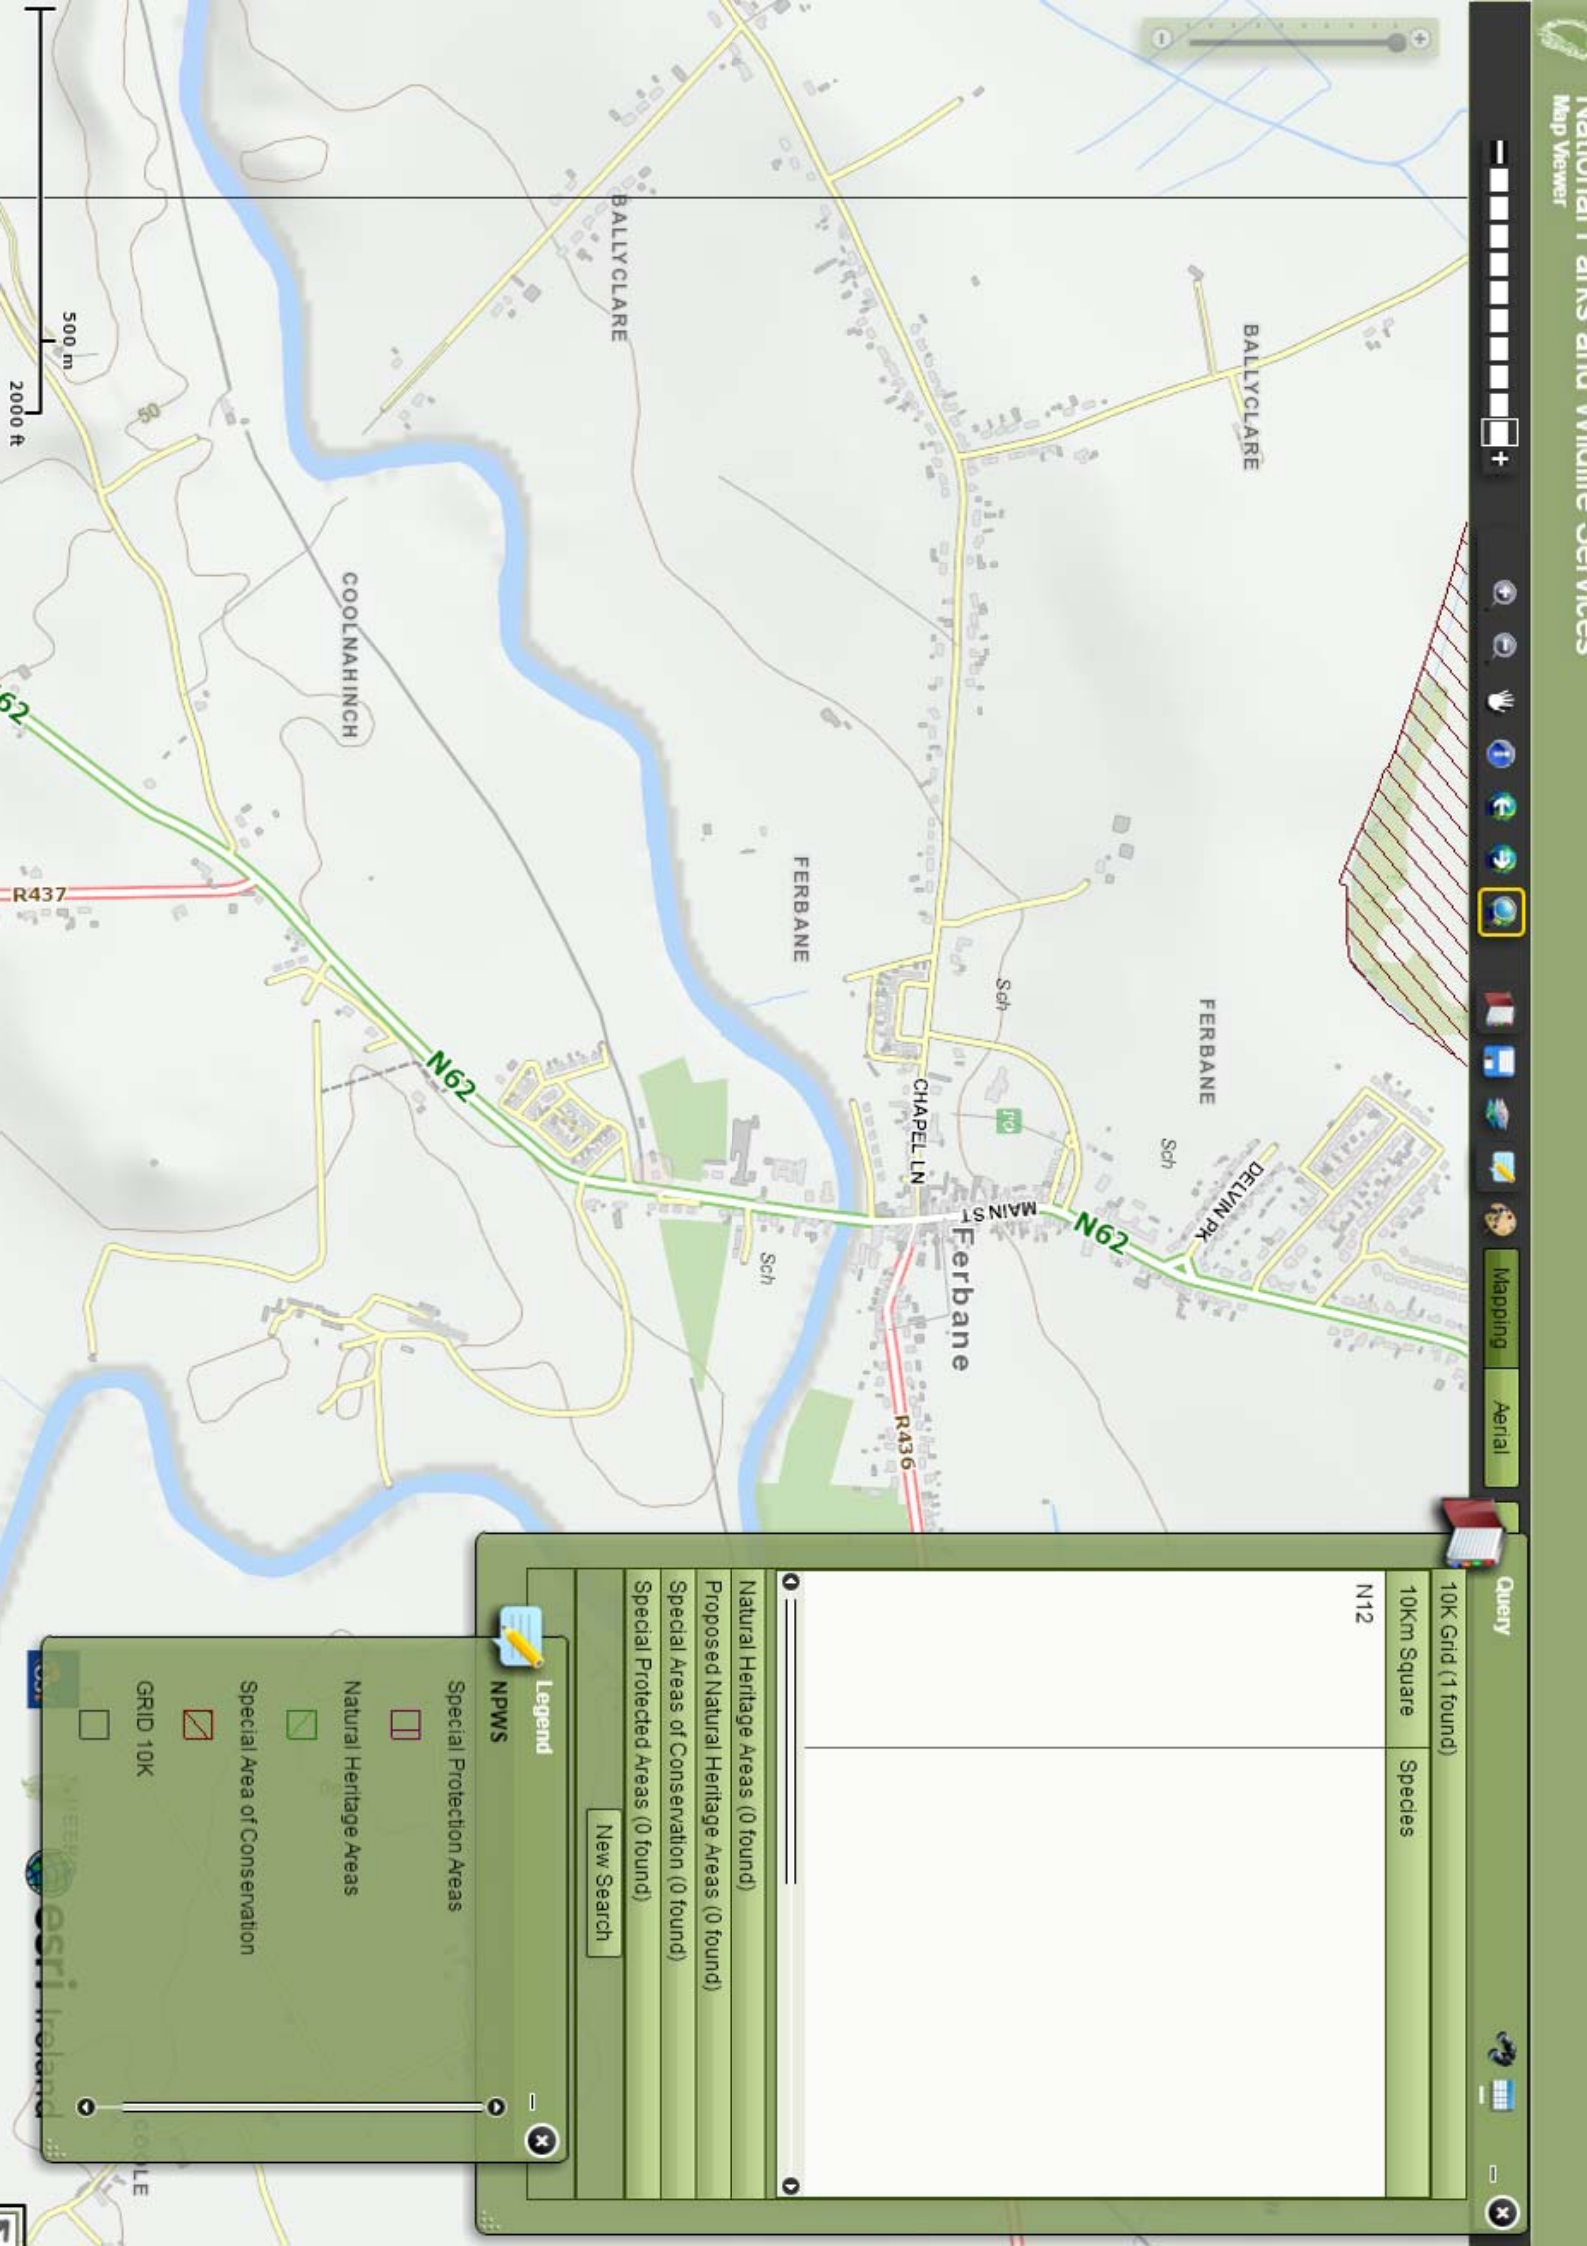 National Parks and Wildlife Services
Map Viewer
Mapping
Aerial
Query
10K Grid (1 found)
10Km Square
Species
N12
Natural Heritage Areas (0 found)
Proposed Natural Heritage Areas (0 found)
Special Areas of Conservation (0 found)
Special Protected Areas (0 found)
New Search
Legend
NPWS
Special Protection Areas
Natural Heritage Areas
Special Area of Conservation
GRID 10K
BALLYCLARE
BALLYCLARE
FERBANE
FERBANE
Sch
Sch
Sch
DELVIN PK
N62
MAIN ST
CHAPEL LN
Ferbane
R436
N62
COOLNAHINCH
R437
62
50
500 m
2000 ft
esri Ireland